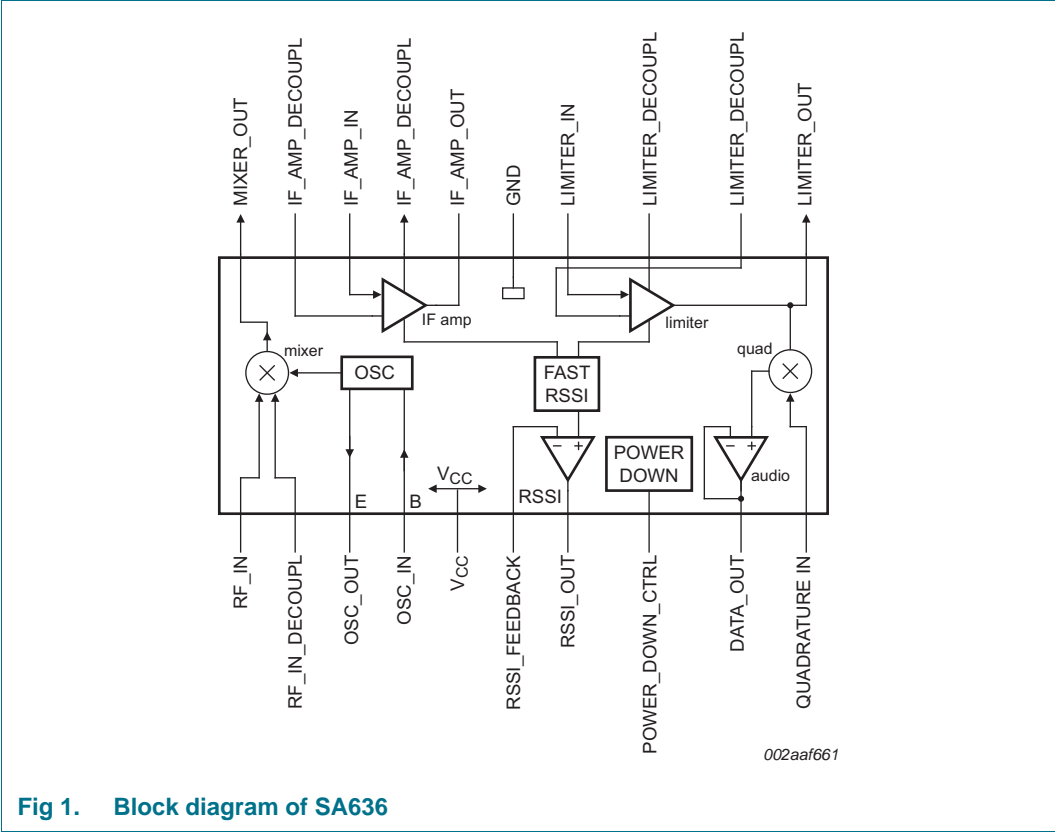 MIXER_OUT
IF_AMP_DECOUPL
IF_AMP_IN
IF_AMP_DECOUPL
IF_AMP_OUT
GND
LIMITER_IN
LIMITER_DECOUPL
LIMITER_DECOUPL
LIMITER_OUT
IF amp
limiter
mixer
OSC
FAST
RSSI
quad
POWER
DOWN
audio
− +
− +
VCC
RSSI
E
B
RF_IN
RF_IN_DECOUPL
OSC_OUT
OSC_IN
VCC
RSSI_FEEDBACK
RSSI_OUT
POWER_DOWN_CTRL
DATA_OUT
QUADRATURE IN
002aaf661
Fig 1. Block diagram of SA636